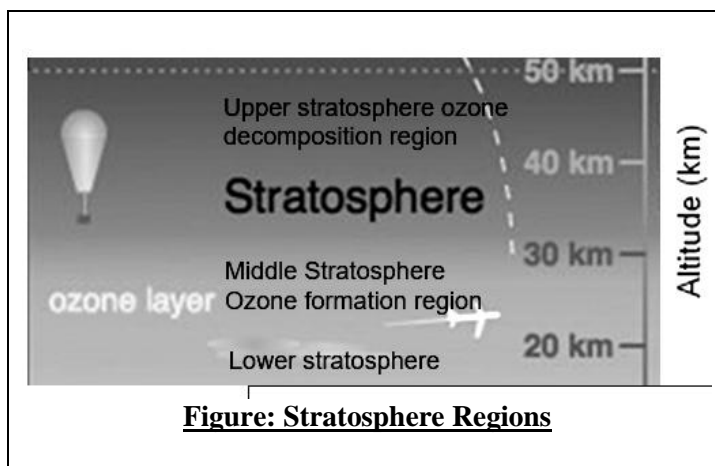 50 km
Upper stratosphere ozone
decomposition region
40 km
Stratosphere
Altitude (km)
30 km
Middle Stratosphere
ozone layer
Ozone formation region
20 km
Lower stratosphere
Figure: Stratosphere Regions